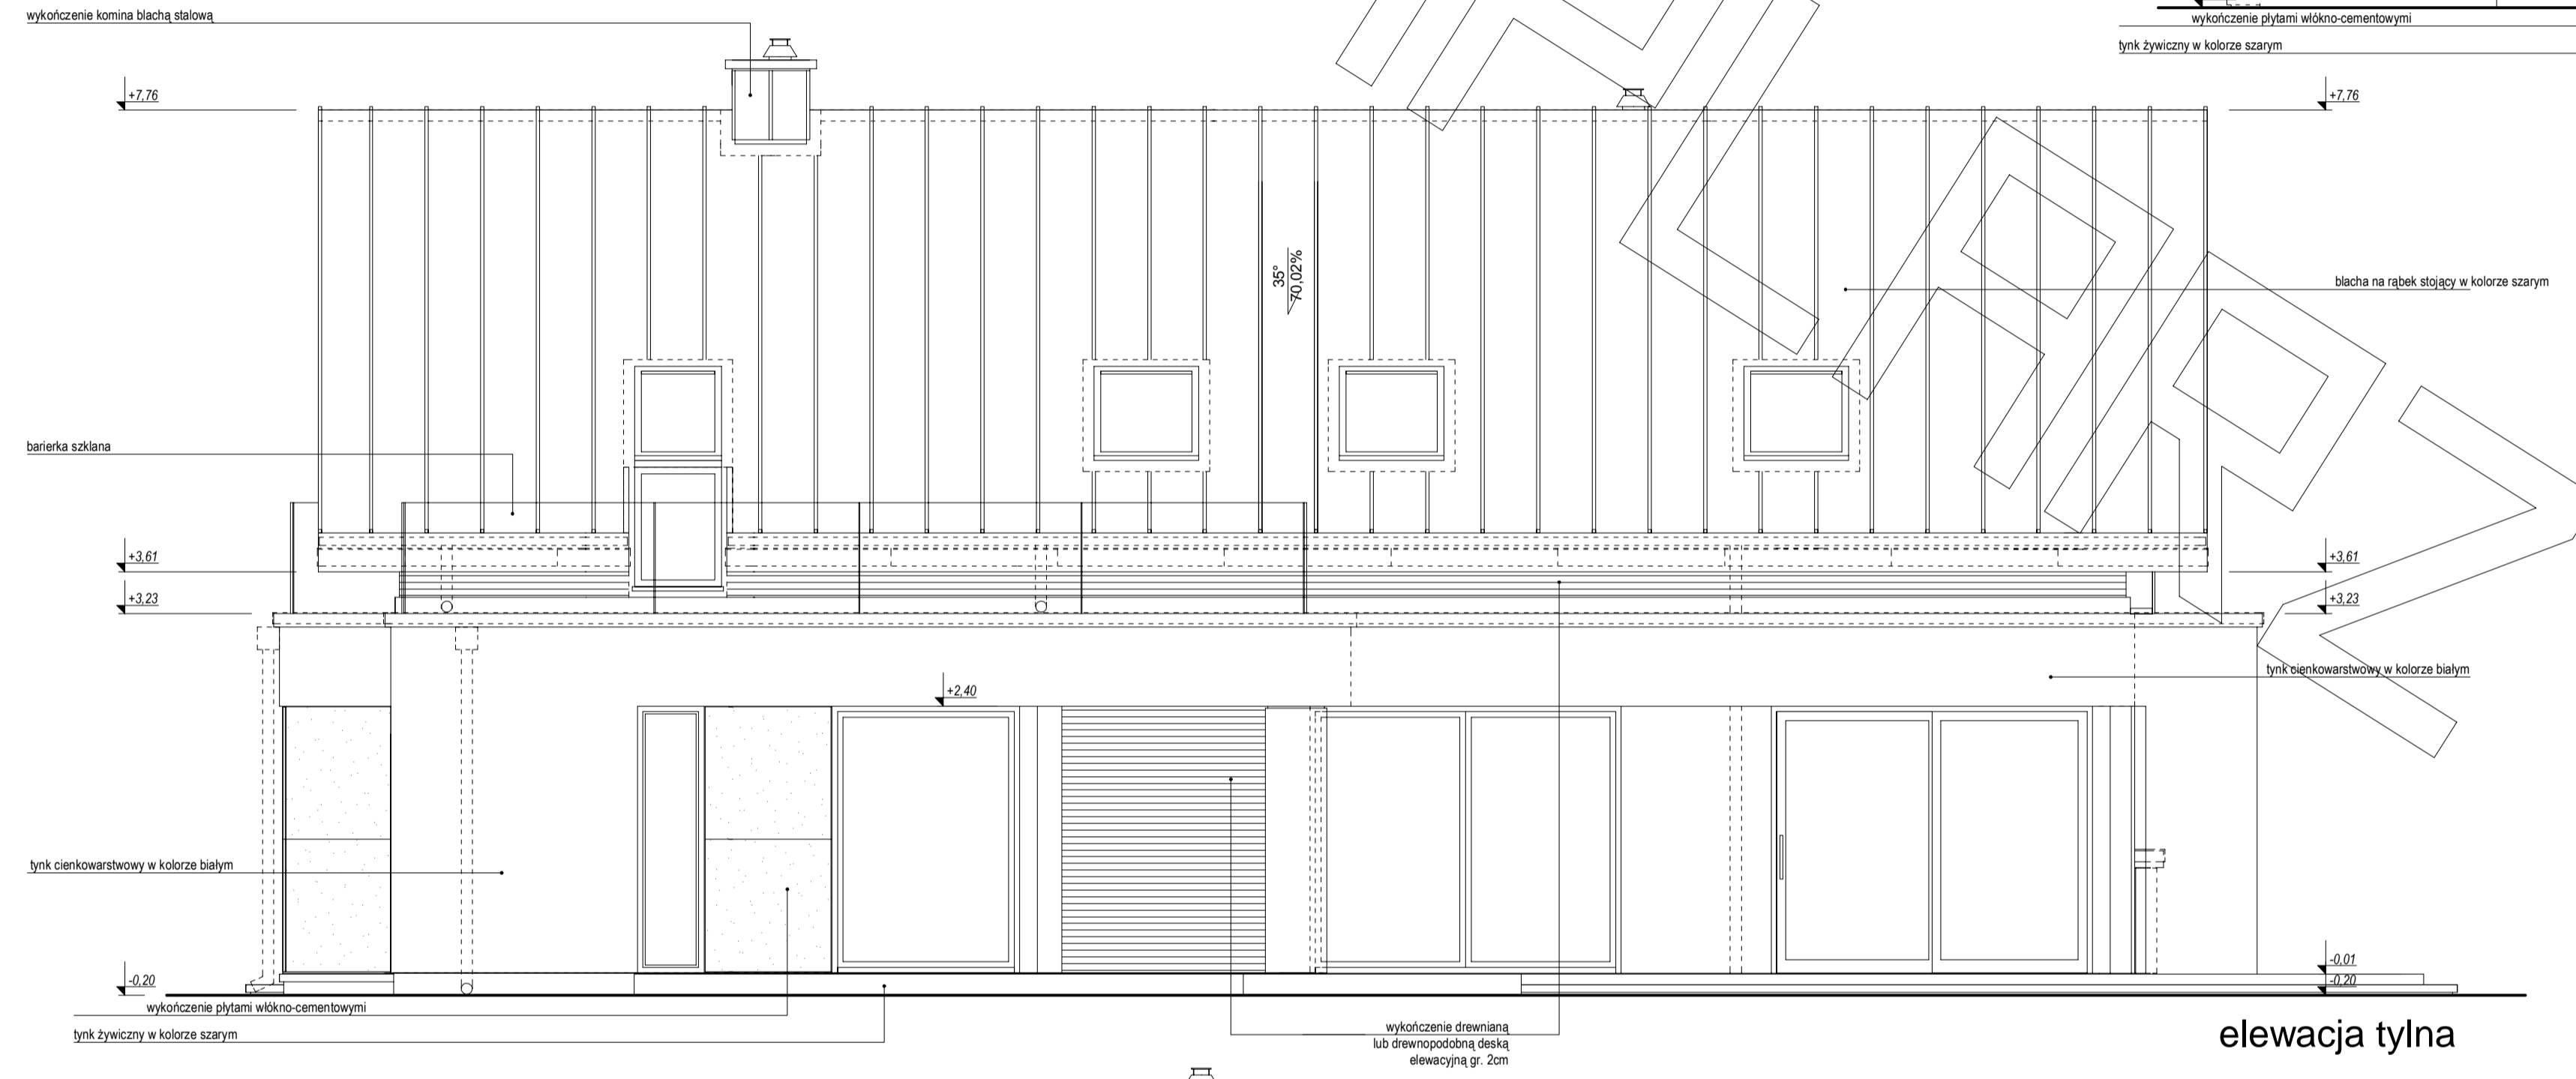 wykończenie komina blachą stalową
wykończenie płytami włókno-cementowymi
tynk żywiczny w kolorze szarym
+7,76
+7,76
35°
70,02%
blacha na rąbek stojący w kolorze szarym
barierka szklana
+3,61
+3,61
+3,23
+3,23
tynk cienkowarstwowy w kolorze białym
+2,40
tynk cienkowarstwowy w kolorze białym
-0,01
-0,20
-0,20
wykończenie płytami włókno-cementowymi
tynk żywiczny w kolorze szarym
wykończenie drewnianą
lub drewnopodobną deską
elewacyjną gr. 2cm
elewacja tylna